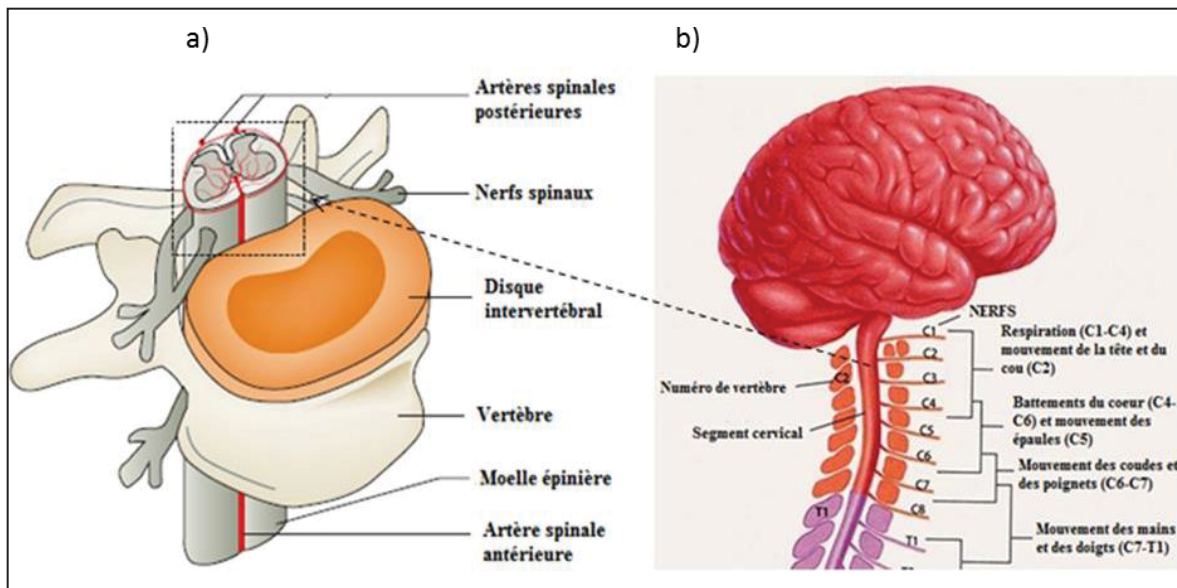 a)
Artères spinales
postérieures
Nerfs spinaux
Disque
intervertébral
Vertèbre
Moelle épinière
Artère spinale
antérieure
b)
NERFS
C1
C2
C3
C4
C5
C6
C7
C8
T1
C2
T1
Numéro de vertèbre
Segment cervical
Respiration (C1-C4) et
mouvement de la tête et du
cou (C2)
Battements du coeur (C4-
C6) et mouvement des
épaules (C5)
Mouvement des coudes et
des poignets (C6-C7)
Mouvement des mains
et des doigts (C7-T1)